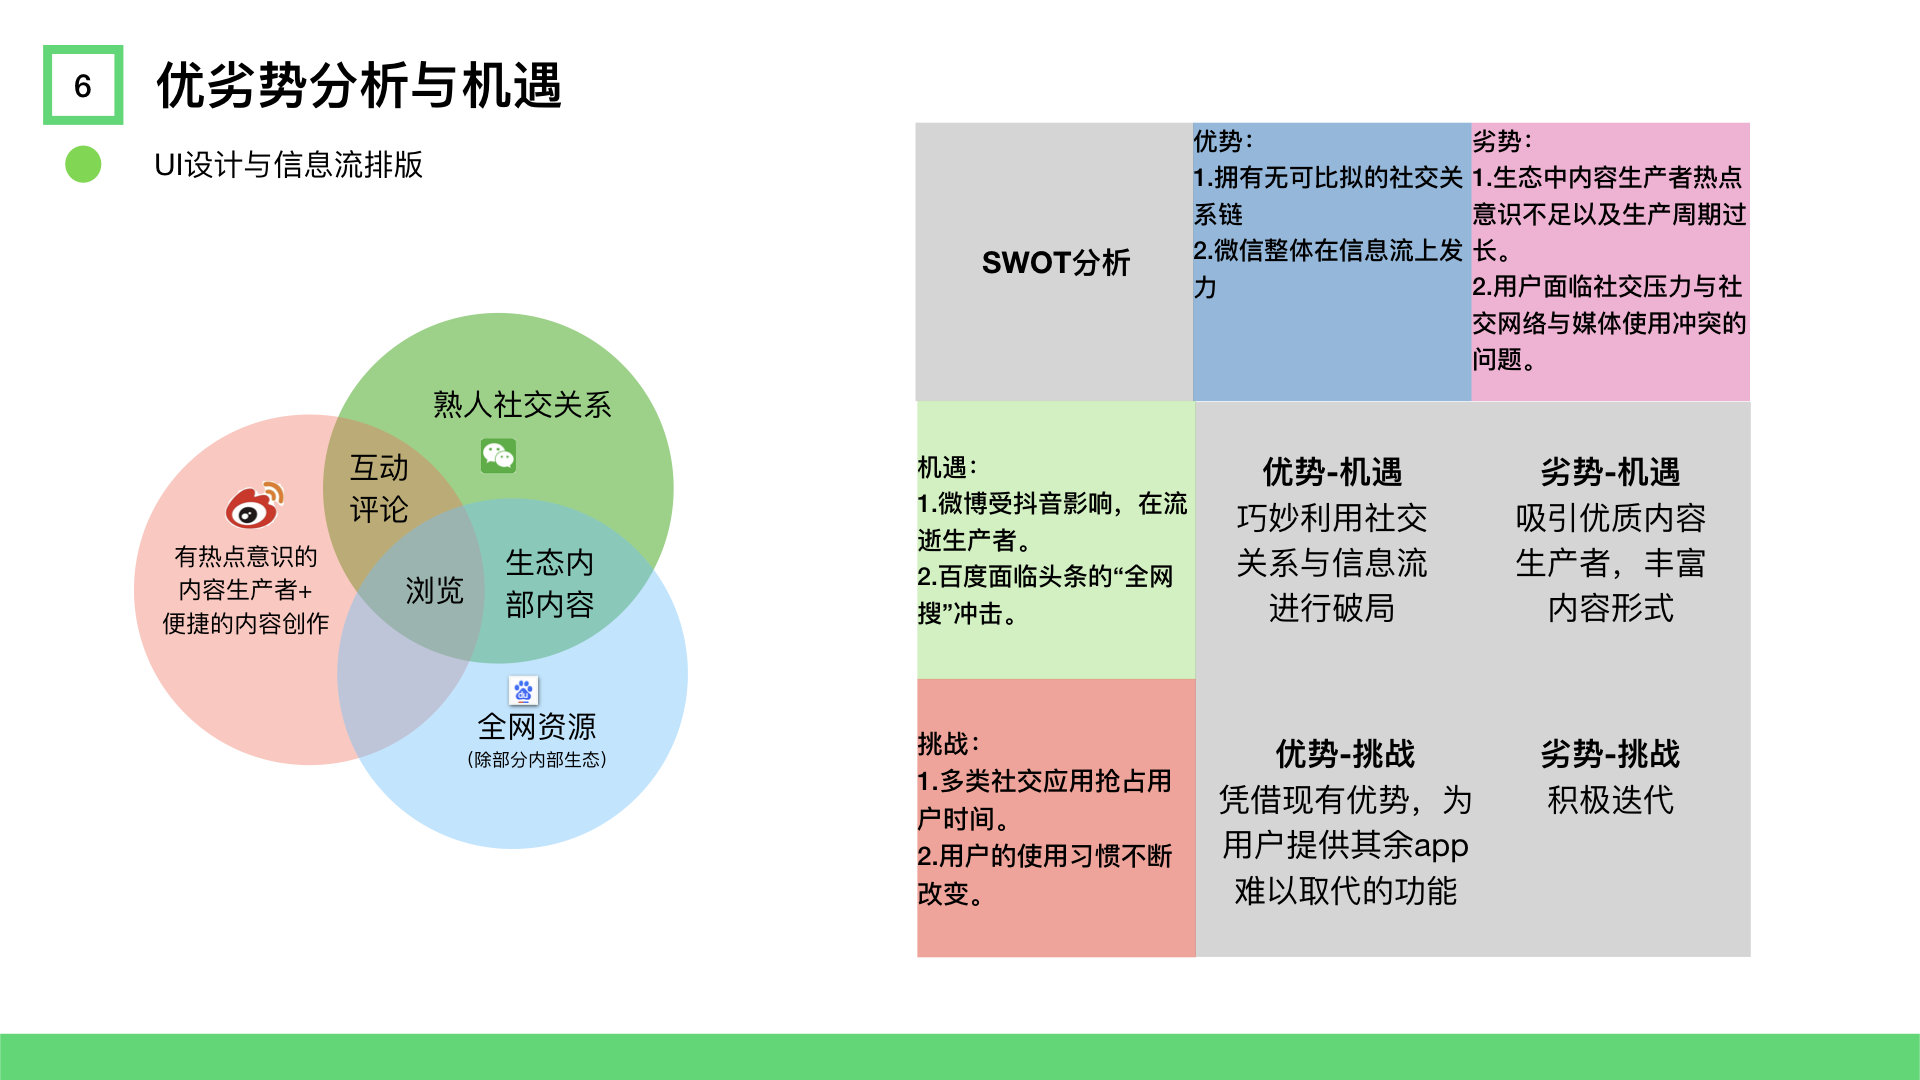 6
优劣势分析与机遇
UI设计与信息流排版
熟人社交关系
互动
评论
有热点意识的
内容生产者+
便捷的内容创作
浏览
生态内
部内容
du
全网资源
(除部分内部生态)
SWOT分析
优势：
1.拥有无可比拟的社交关
系链
2.微信整体在信息流上发
力
劣势：
1.生态中内容生产者热点
意识不足以及生产周期过
长。
2.用户面临社交压力与社
交网络与媒体使用冲突的
问题。
机遇：
1.微博受抖音影响，在流
逝生产者。
2.百度面临头条的“全网
搜”冲击。
优势-机遇
巧妙利用社交
关系与信息流
进行破局
劣势-机遇
吸引优质内容
生产者，丰富
内容形式
挑战：
1.多类社交应用抢占用
户时间。
2.用户的使用习惯不断
改变。
优势-挑战
凭借现有优势，为
用户提供其余app
难以取代的功能
劣势-挑战
积极迭代